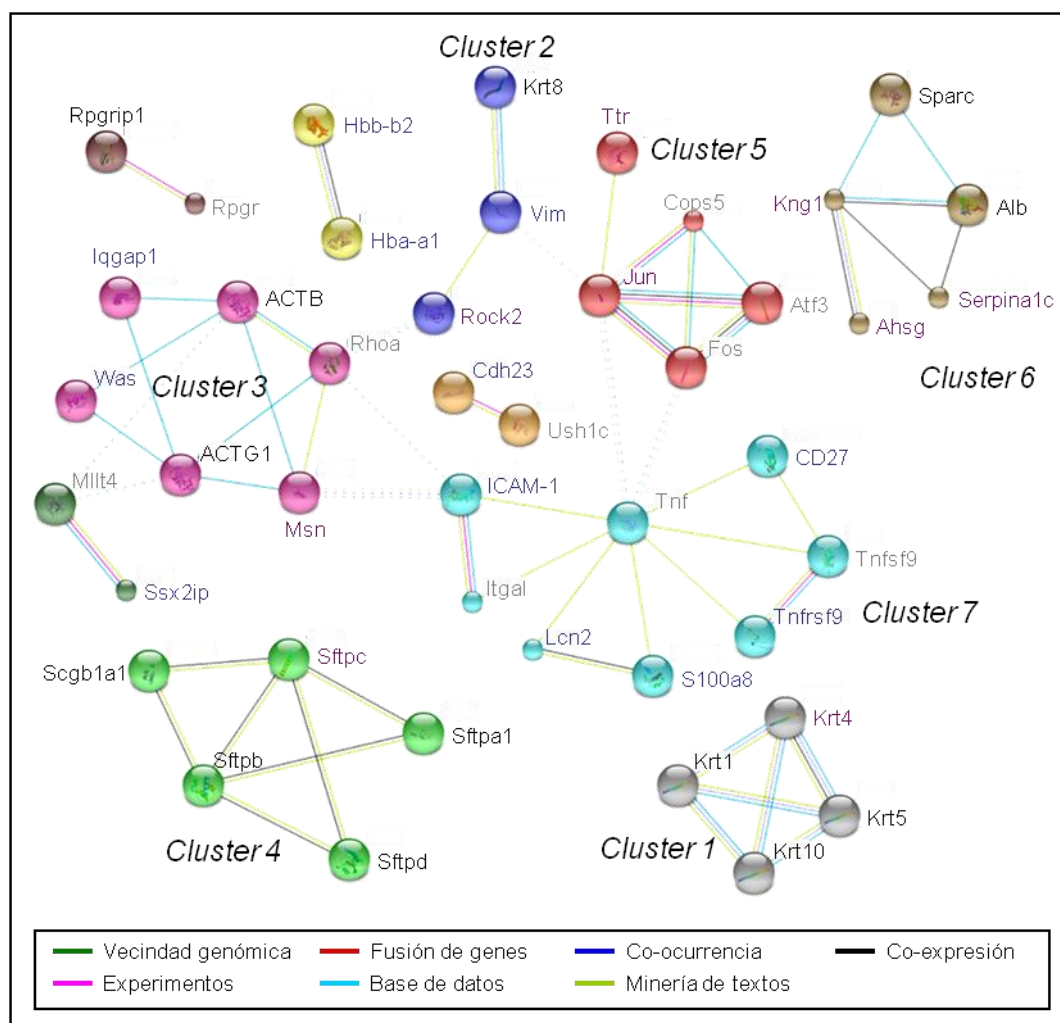 Cluster 2
Krt8
Sparc
Rpgrip1
Hbb-b2
Ttr
Cluster 5
Cops5
Rpgr
Kng1
Alb
Vim
Hba-a1
Iqgap1
ACTB
Jun
Rock2
Atf3
Serpina1c
Ahsg
Rhoa
Fos
Cluster 6
Was
Cluster 3
Cdh23
Ush1c
ACTG1
CD27
Mllt4
ICAM-1
Tnf
Msn
Tnfsf9
Itgal
Ssx2ip
Cluster 7
Tnfrsf9
Lcn2
Sftpc
Scgb1a1
S100a8
Krt4
Sftpa1
Krt1
Sftpb
Krt5
Cluster 4
Cluster 1
Krt10
Sftpd
Vecindad genómica Fusión de genes Co-ocurrencia Co-expresión
Experimentos Base de datos Minería de textos